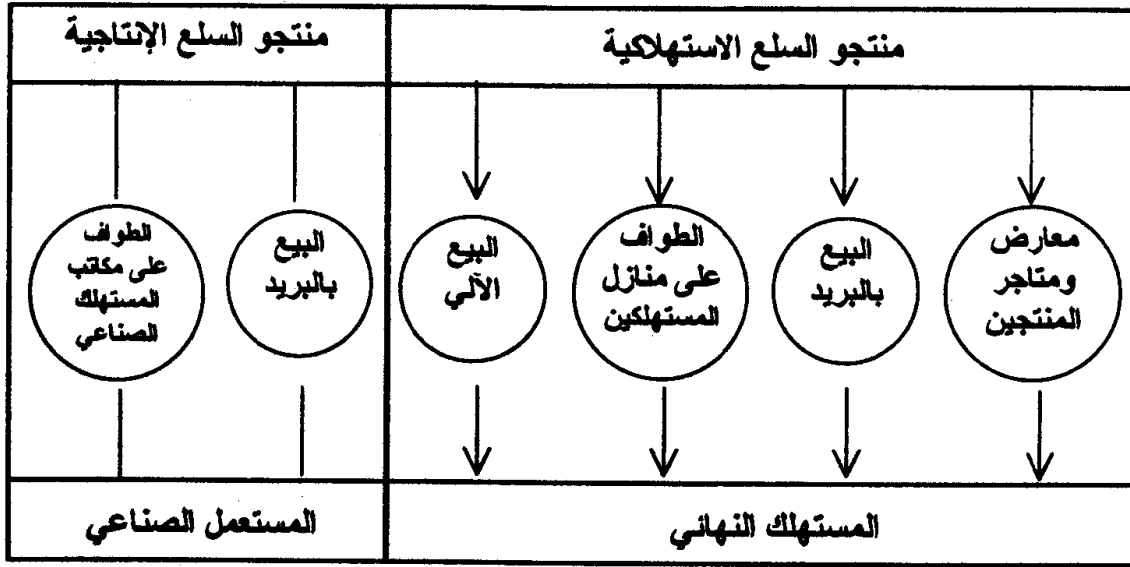 منتجو السلع الاستهلاكية
منتجو السلع الإنتاجية
معارض
ومتاجر
المنتجين
البيع
بالبريد
الطواف
على منازل
المستهلكين
البيع
الآلي
البيع
بالبريد
الطواف
على مكاتب
المستهلك
الصناعي
المستهلك النهائي
المستعمل الصناعي